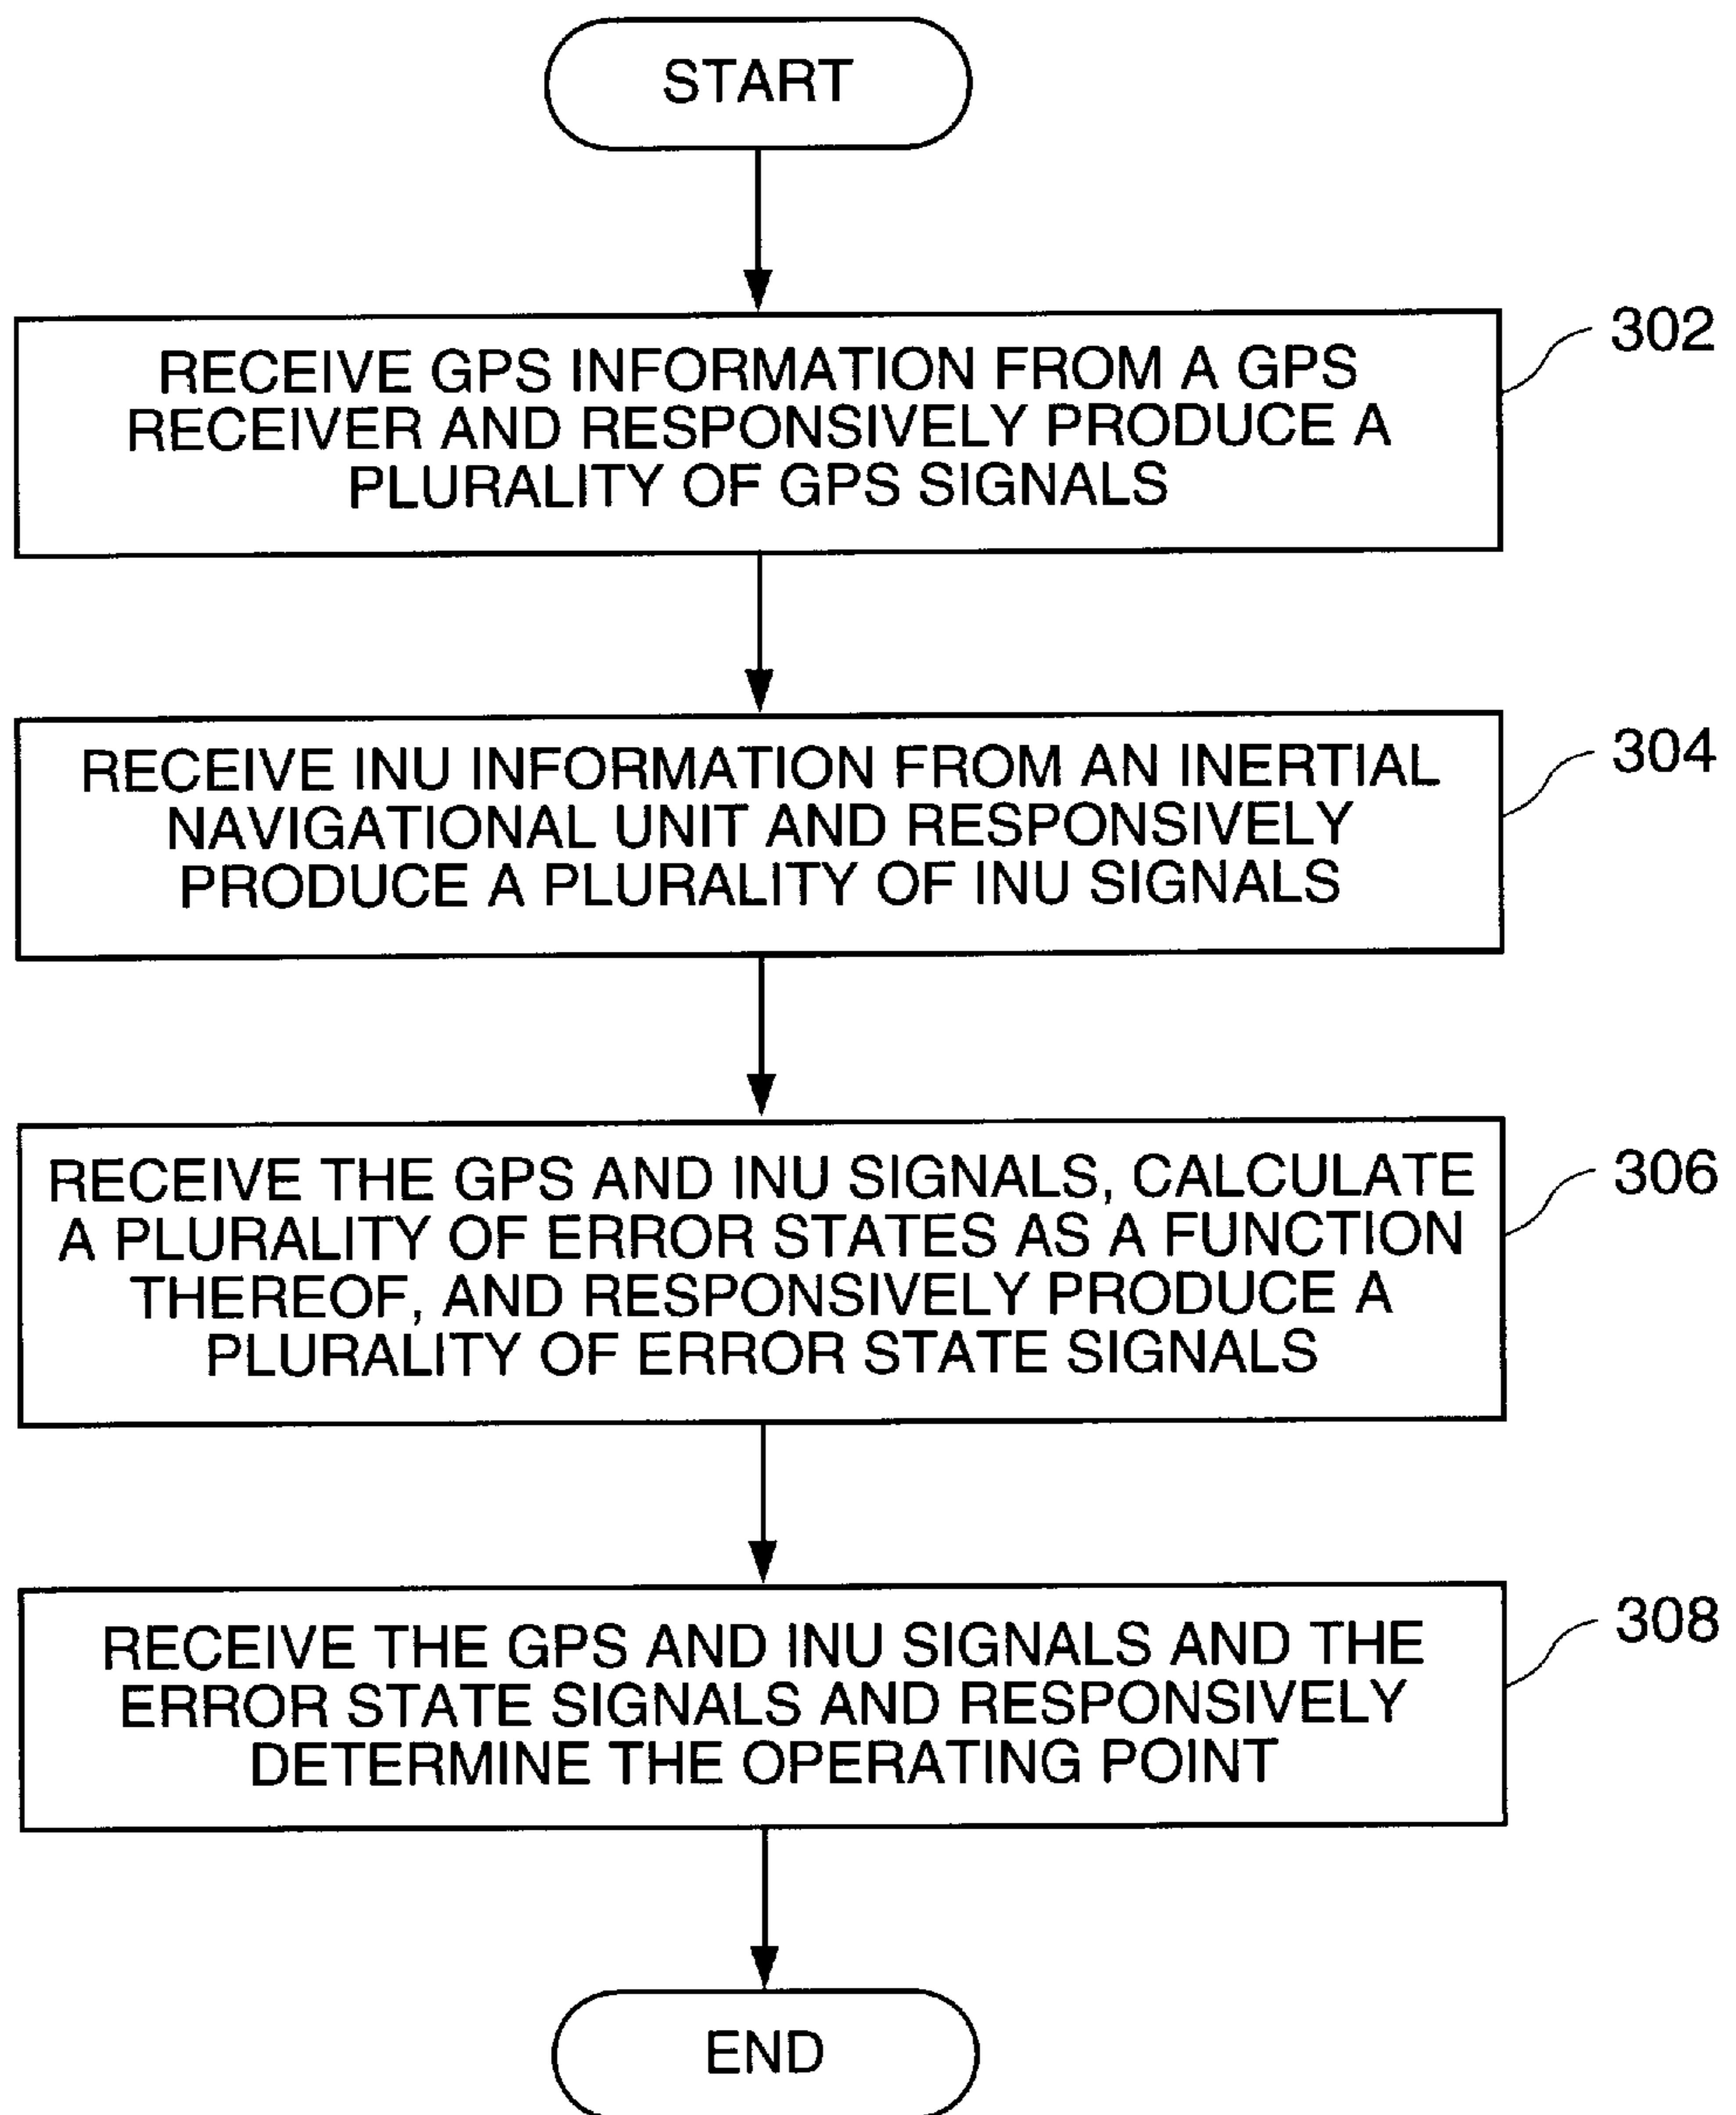 START
302
RECEIVE GPS INFORMATION FROM A GPS
RECEIVER AND RESPONSIVELY PRODUCE A
PLURALITY OF GPS SIGNALS
304
RECEIVE INU INFORMATION FROM AN INERTIAL
NAVIGATIONAL UNIT AND RESPONSIVELY
PRODUCE A PLURALITY OF INU SIGNALS
306
RECEIVE THE GPS AND INU SIGNALS, CALCULATE
A PLURALITY OF ERROR STATES AS A FUNCTION
THEREOF, AND RESPONSIVELY PRODUCE A
PLURALITY OF ERROR STATE SIGNALS
308
RECEIVE THE GPS AND INU SIGNALS AND THE
ERROR STATE SIGNALS AND RESPONSIVELY
DETERMINE THE OPERATING POINT
END